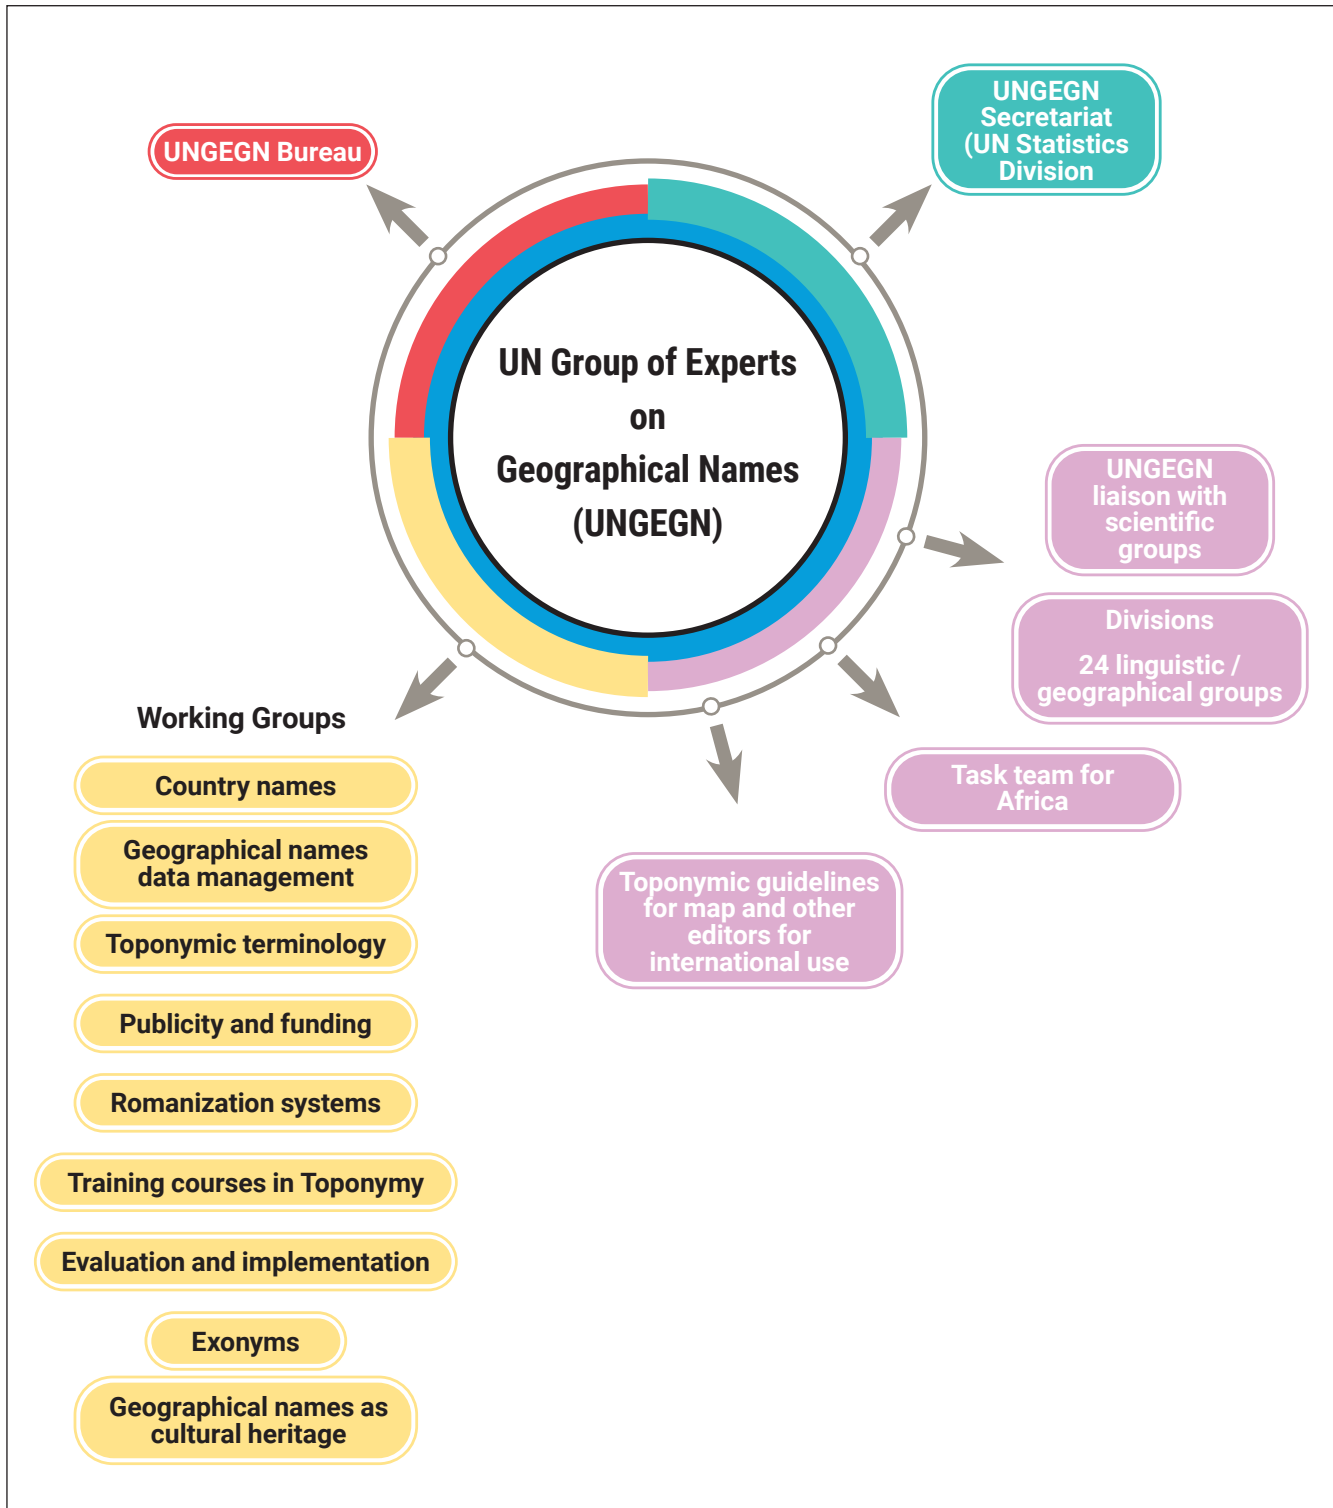 UNGEGN Bureau
UNGEGN
Secretariat
(UN Statistics
Division
UN Group of Experts
on
Geographical Names
(UNGEGN)
UNGEGN
liaison with
scientific
groups
Divisions
24 linguistic /
geographical groups
Task team for
Africa
Toponymic guidelines
for map and other
editors for
international use
Working Groups
Country names
Geographical names
data management
Toponymic terminology
Publicity and funding
Romanization systems
Training courses in Toponymy
Evaluation and implementation
Exonyms
Geographical names as
cultural heritage